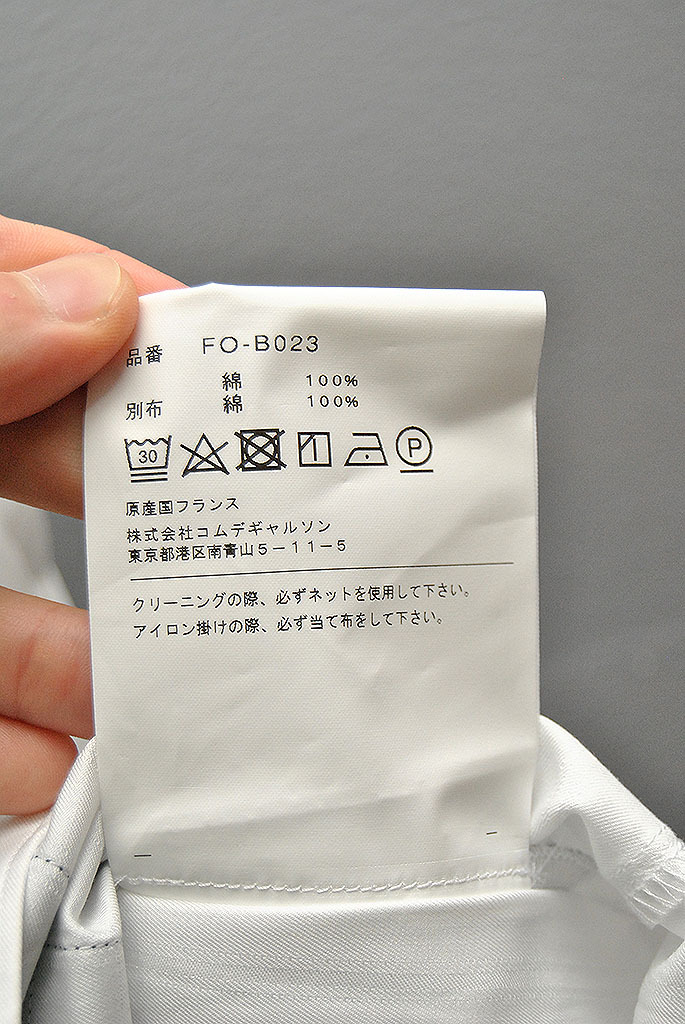 品番 FO-B023
綿 100%
別布 綿 100%
30 P
原産国フランス
株式会社コムデギャルソン
東京都港区南青山5-11-5
クリーニングの際、必ずネットを使用して下さい。
アイロン掛けの際、必ず当て布をして下さい。